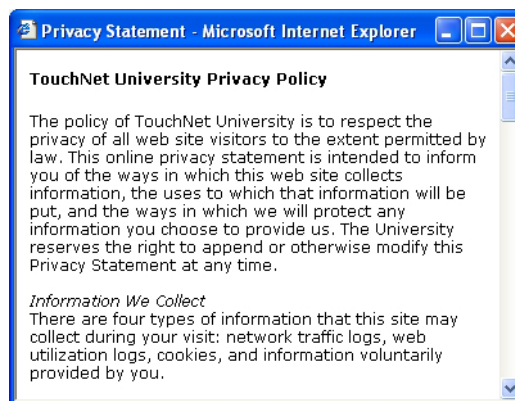 Privacy Statement - Microsoft Internet Explorer
TouchNet University Privacy Policy
The policy of TouchNet University is to respect the
privacy of all web site visitors to the extent permitted by
law. This online privacy statement is intended to inform
you of the ways in which this web site collects
information, the uses to which that information will be
put, and the ways in which we will protect any
information you choose to provide us. The University
reserves the right to append or otherwise modify this
Privacy Statement at any time.
Information We Collect
There are four types of information that this site may
collect during your visit: network traffic logs, web
utilization logs, cookies, and information voluntarily
provided by you.